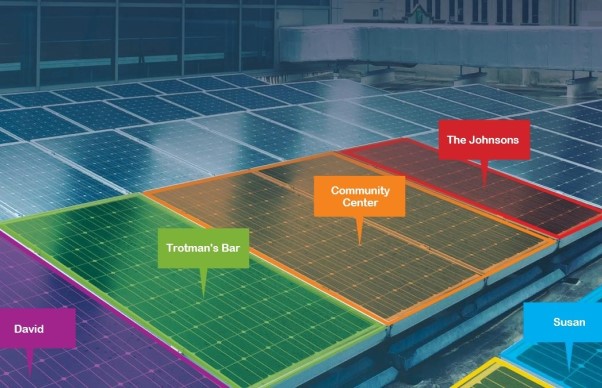 The Johnsons
Community
Center
Trotman's Bar
David
Susan